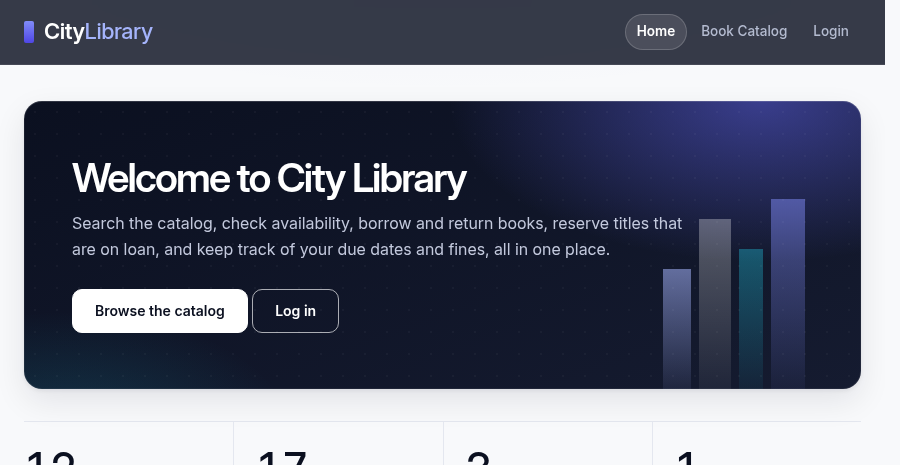 CityLibrary
Home
Book Catalog
Login
Welcome to City Library
Search the catalog, check availability, borrow and return books, reserve titles that
are on loan, and keep track of your due dates and fines, all in one place.
Browse the catalog
Log in
12
17